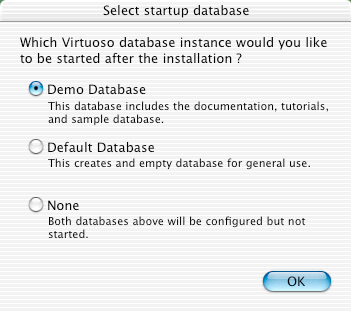 Select startup database
Which Virtuoso database instance would you like
to be started after the installation ?
Demo Database
This database includes the documentation, tutorials,
and sample database.
Default Database
This creates and empty database for general use.
None
Both databases above will be configured but not
started.
OK